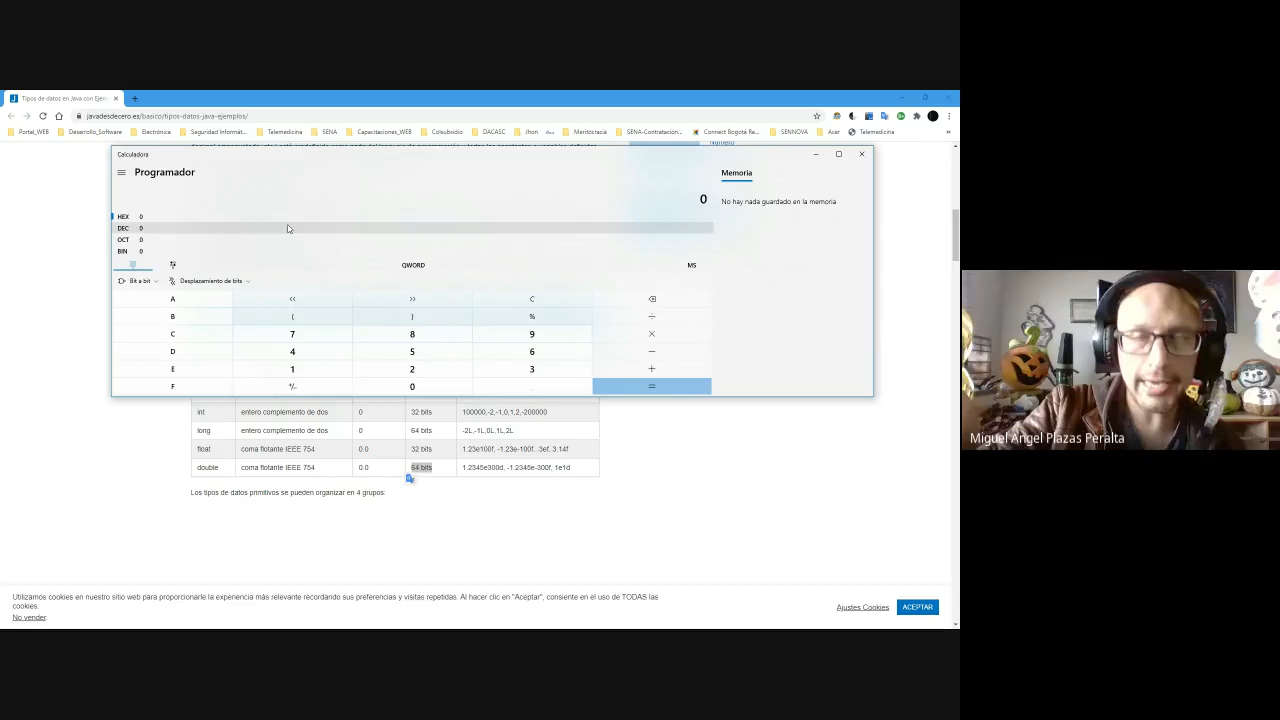 Tipos de datos en Java con Ejem
javadesdecero.es/basico/tipos-datos-java-ejemplos/
Portal_WEB
Desarrollo_Software
Electrónica
Seguridad Informát...
Telemedicina
SENA
Capacitaciones_WEB
Colsubsidio
DACASC
Jhon
Meritocracia
SENA-Contratación...
Connect Bogotá Re...
SENNOVA
Acer
Telemedicina
»
Número
Calculadora
Programador
Memoria
0
No hay nada guardado en la memoria
HEX 0
DEC 0
OCT 0
BIN 0
QWORD
MS
Bit a bit
Desplazamiento de bits
A << >> C
B ( ) % ÷
C 7 8 9 ×
D 4 5 6 −
E 1 2 3 +
F +/- 0 . =
int entero complemento de dos 0 32 bits 100000,-2,-1,0,1,2,-200000
long entero complemento de dos 0 64 bits -2L,-1L,0L,1L,2L
float coma flotante IEEE 754 0.0 32 bits 1.23e100f, -1.23e-100f, .3ef, 3.14f
double coma flotante IEEE 754 0.0 64 bits 1.2345e300d, -1.2345e-300f, 1e1d
Los tipos de datos primitivos se pueden organizar en 4 grupos:
Utilizamos cookies en nuestro sitio web para proporcionarle la experiencia más relevante recordando sus preferencias y visitas repetidas. Al hacer clic en "Aceptar", consiente en el uso de TODAS las
cookies.
No vender.
Ajustes Cookies
ACEPTAR
Miguel Angel Plazas Peralta